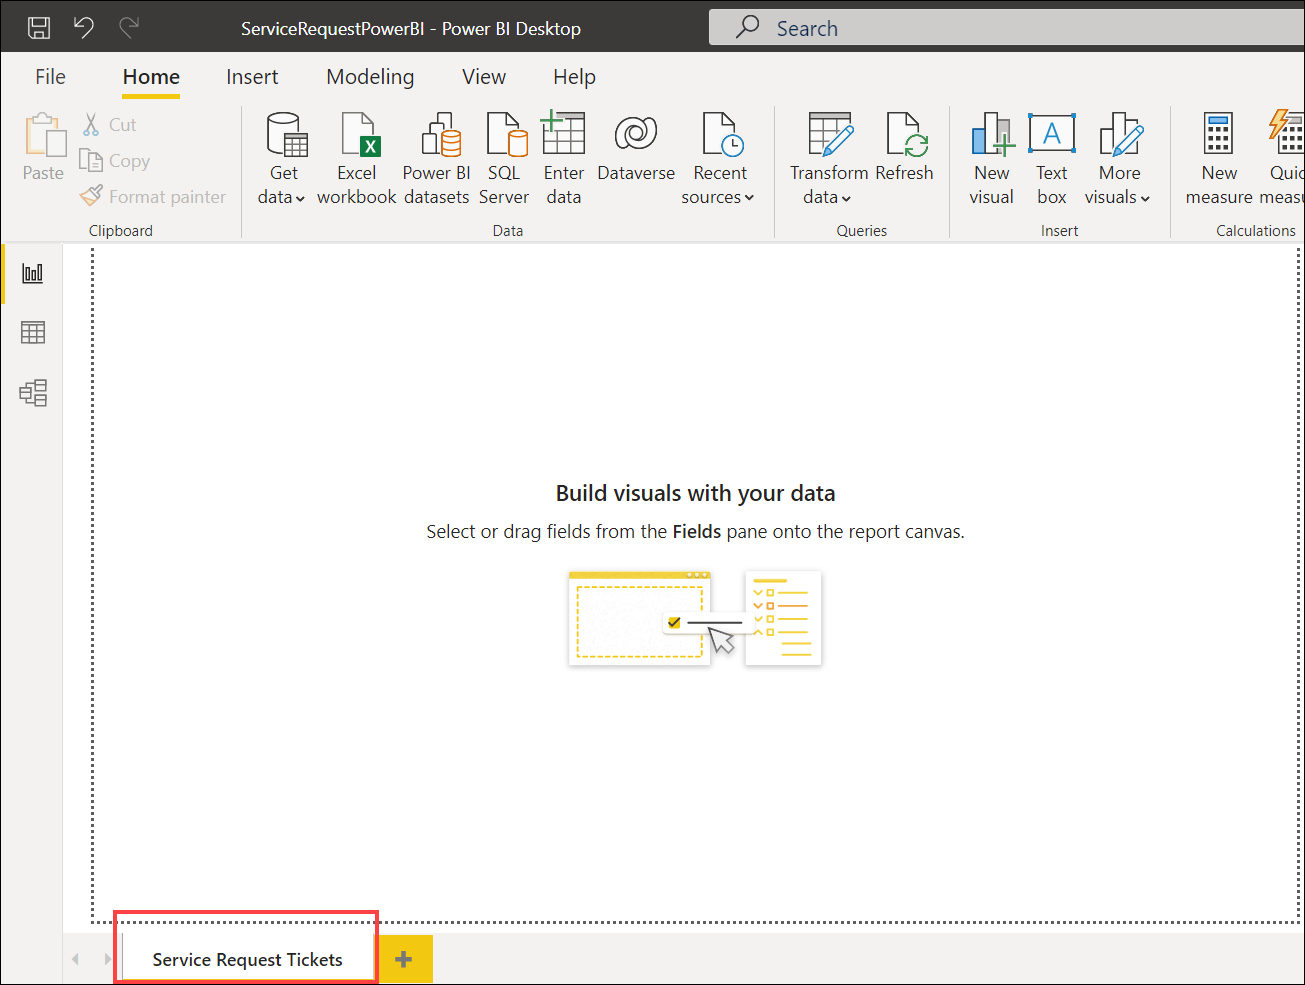 ServiceRequestPowerBI - Power BI Desktop
Search
File
Home
Insert
Modeling
View
Help
Paste
Cut
Copy
Format painter
Clipboard
Get
data
Excel
workbook
Power BI
datasets
SQL
Server
Enter
data
Dataverse
Recent
sources
Data
Transform
data
Refresh
Queries
New
visual
Text
box
More
visuals
Insert
New
measure
Quic
measu
Calculations
Build visuals with your data
Select or drag fields from the Fields pane onto the report canvas.
Service Request Tickets